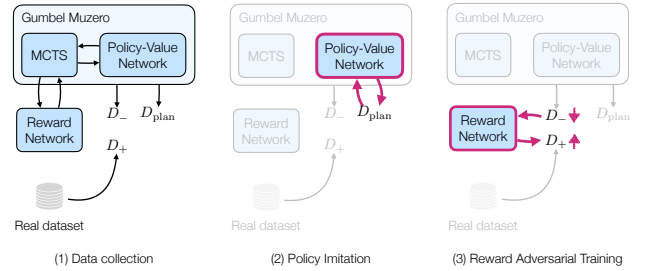 Gumbel Muzero
MCTS
Policy-Value
Network
Reward
Network
D−
Dplan
D+
Real dataset
(1) Data collection
Gumbel Muzero
MCTS
Policy-Value
Network
Reward
Network
D−
Dplan
D+
Real dataset
(2) Policy Imitation
Gumbel Muzero
MCTS
Policy-Value
Network
Reward
Network
D−
Dplan
D+
Real dataset
(3) Reward Adversarial Training